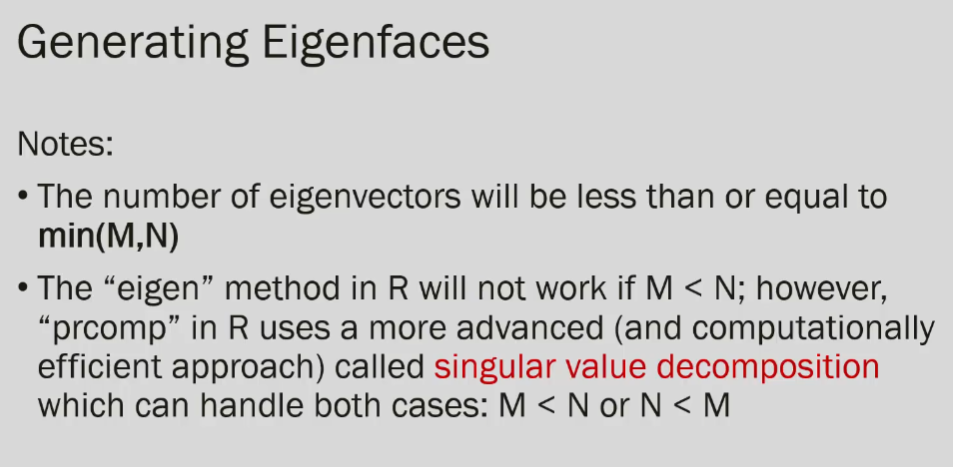 Generating Eigenfaces
Notes:
• The number of eigenvectors will be less than or equal to
min(M,N)
• The “eigen” method in R will not work if M < N; however,
“prcomp” in R uses a more advanced (and computationally
efficient approach) called singular value decomposition
which can handle both cases: M < N or N < M